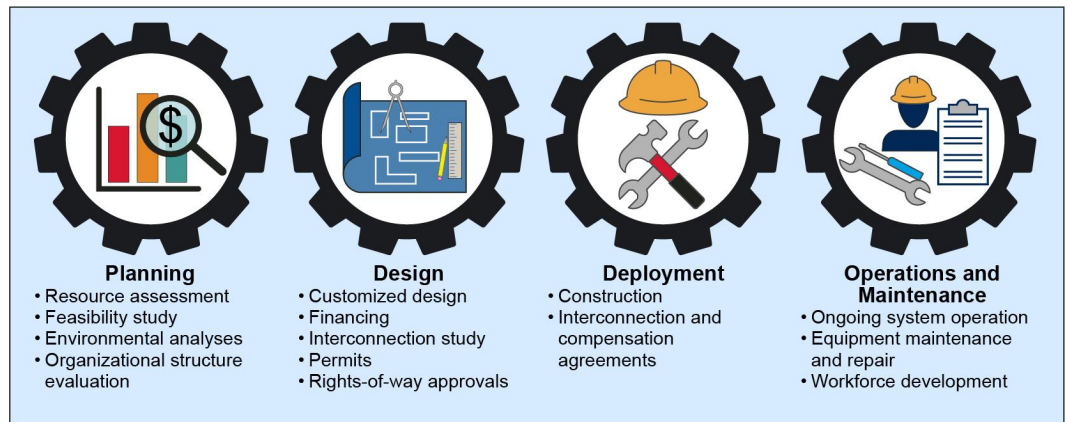 $
Planning
• Resource assessment
• Feasibility study
• Environmental analyses
• Organizational structure
evaluation
Design
• Customized design
• Financing
• Interconnection study
• Permits
• Rights-of-way approvals
Deployment
• Construction
• Interconnection and
compensation
agreements
Operations and
Maintenance
• Ongoing system operation
• Equipment maintenance
and repair
• Workforce development